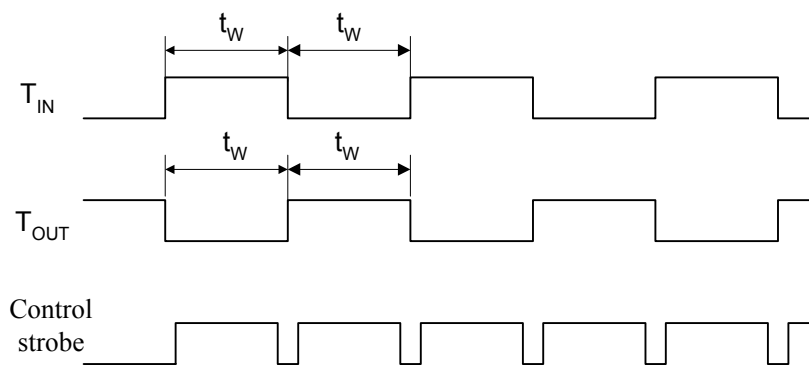 t_W t_W
T_IN
t_W t_W
T_OUT
Control
strobe